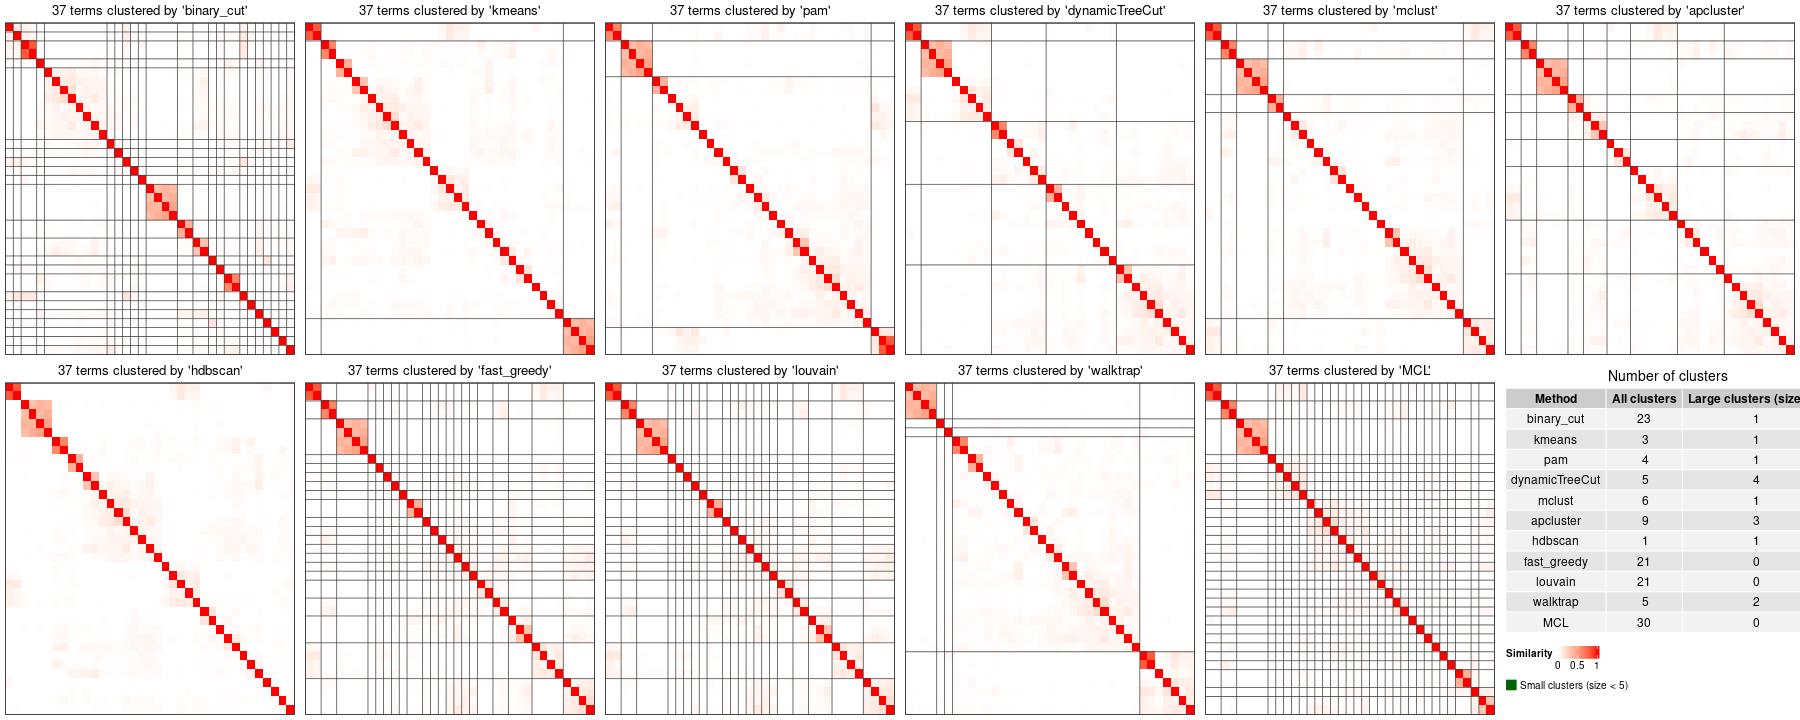 37 terms clustered by 'binary_cut'
37 terms clustered by 'kmeans'
37 terms clustered by 'pam'
37 terms clustered by 'dynamicTreeCut'
37 terms clustered by 'mclust'
37 terms clustered by 'apcluster'
37 terms clustered by 'hdbscan'
37 terms clustered by 'fast_greedy'
37 terms clustered by 'louvain'
37 terms clustered by 'walktrap'
37 terms clustered by 'MCL'
Number of clusters
Method All clusters Large clusters (size
binary_cut 23 1
kmeans 3 1
pam 4 1
dynamicTreeCut 5 4
mclust 6 1
apcluster 9 3
hdbscan 1 1
fast_greedy 21 0
louvain 21 0
walktrap 5 2
MCL 30 0
Similarity
0 0.5 1
Small clusters (size < 5)